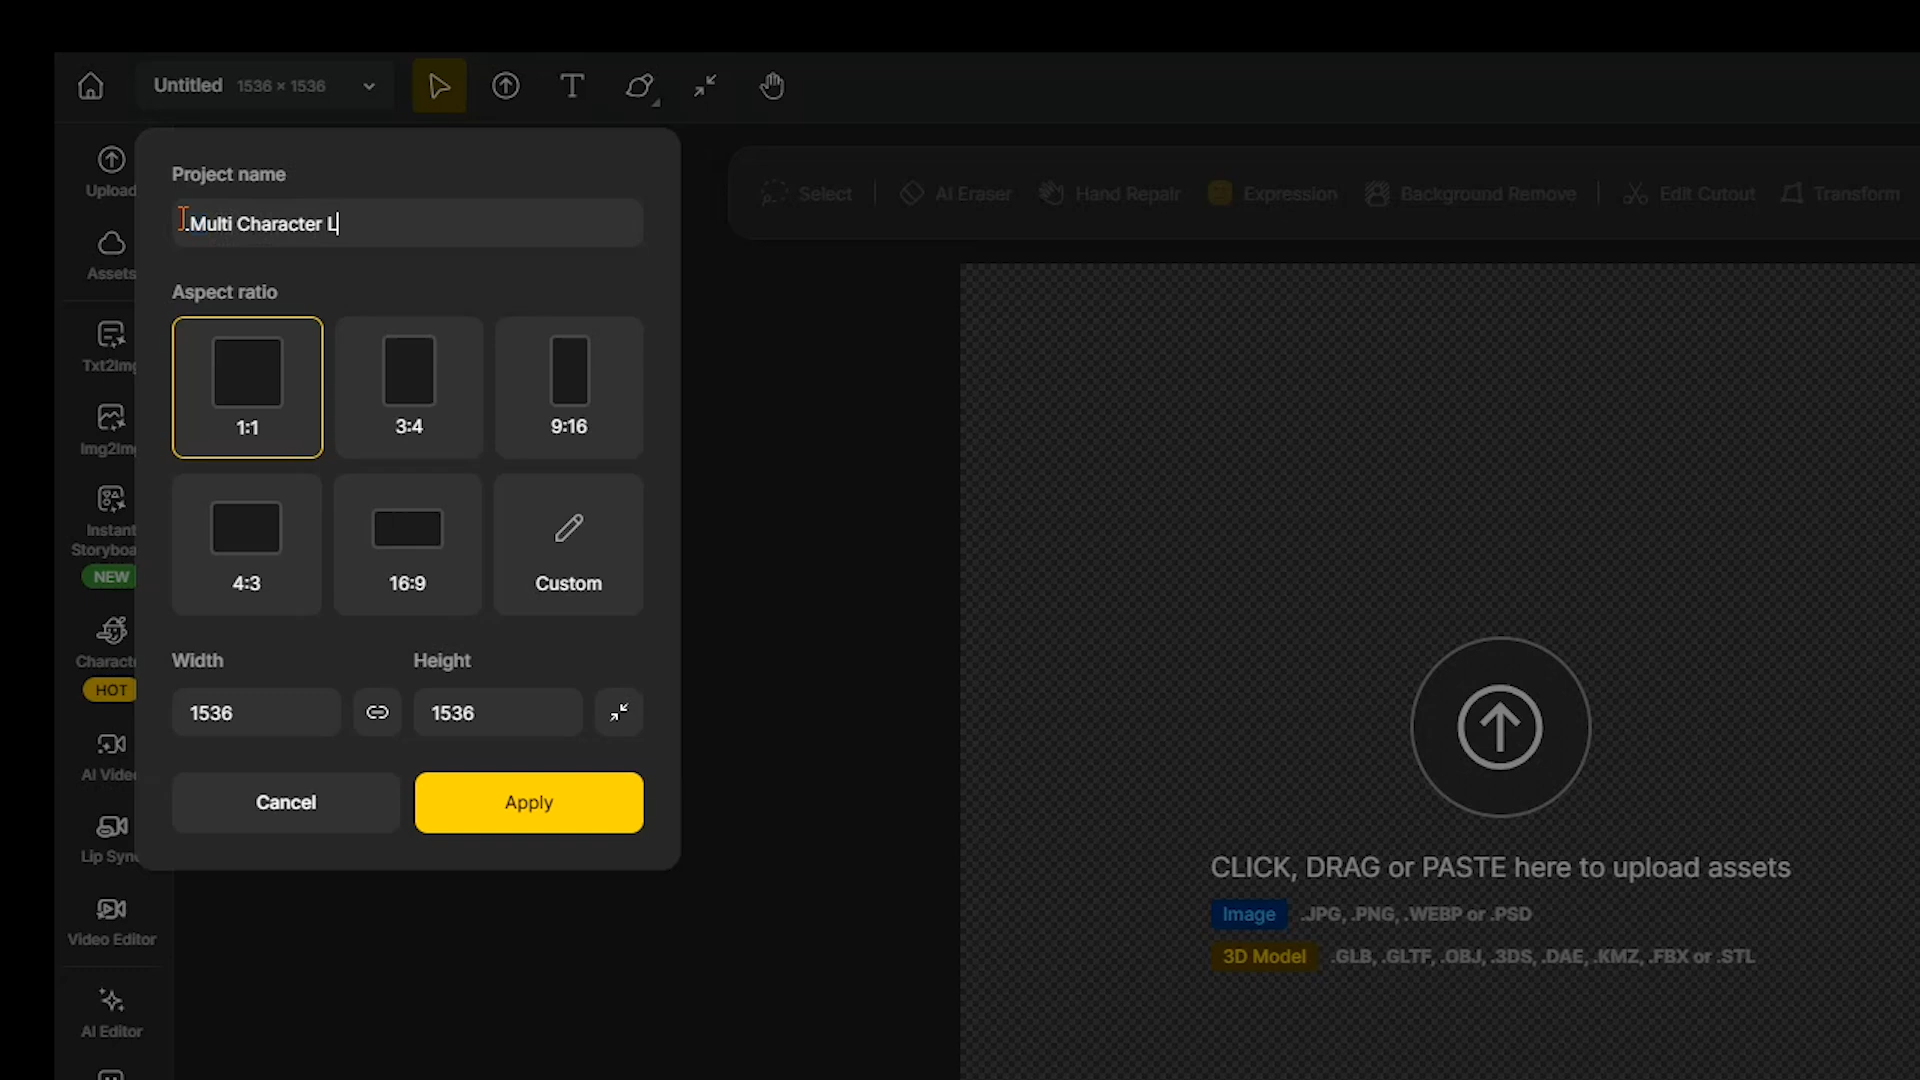 Untitled 1536 × 1536
Upload
Assets
Txt2Img
Img2Img
Instant
Storyboa
NEW
Charact
HOT
AI Video
Lip Sync
Video Editor
AI Editor
Project name
.Multi Character L
Aspect ratio
1:1
3:4
9:16
4:3
16:9
Custom
Width
Height
1536
1536
Cancel
Apply
Select
AI Eraser
Hand Repair
Expression
Background Remove
Edit Cutout
Transform
CLICK, DRAG or PASTE here to upload assets
Image .JPG, .PNG, .WEBP or .PSD
3D Model .GLB, .GLTF, .OBJ, .3DS, .DAE, .KMZ, .FBX or .STL